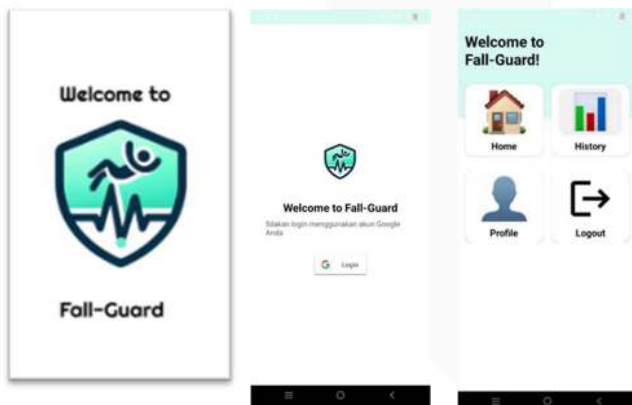 Welcome to
Fall-Guard
Welcome to Fall-Guard
Silakan login menggunakan akun Google
Anda
Login
Welcome to
Fall-Guard!
Home
History
Profile
Logout